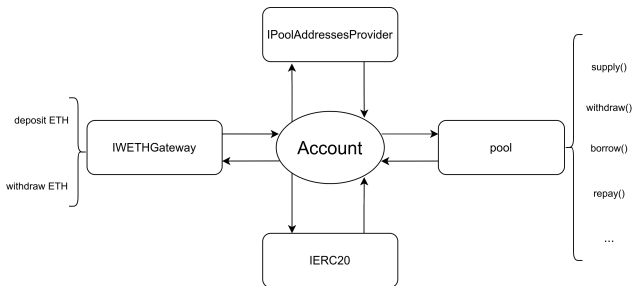 IPoolAddressesProvider
supply()
deposit ETH
withdraw()
IWETHGateway
Account
pool
borrow()
withdraw ETH
repay()
...
IERC20